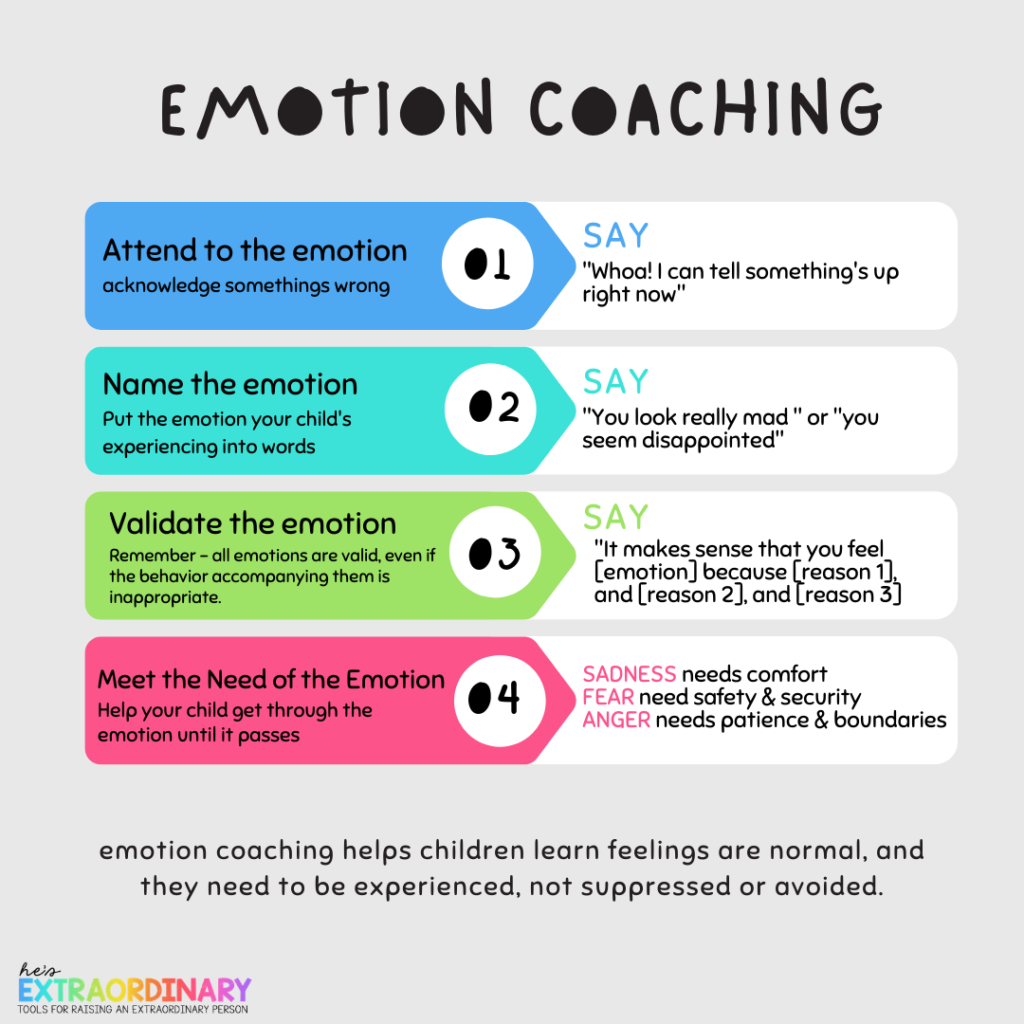 EMOTION COACHING
Attend to the emotion
acknowledge somethings wrong
01
SAY
"Whoa! I can tell something's up
right now"
Name the emotion
Put the emotion your child's
experiencing into words
02
SAY
"You look really mad " or "you
seem disappointed"
Validate the emotion
Remember - all emotions are valid, even if
the behavior accompanying them is
inappropriate.
03
SAY
"It makes sense that you feel
[emotion] because [reason 1],
and [reason 2], and [reason 3]
Meet the Need of the Emotion
Help your child get through the
emotion until it passes
04
SADNESS needs comfort
FEAR need safety & security
ANGER needs patience & boundaries
emotion coaching helps children learn feelings are normal, and
they need to be experienced, not suppressed or avoided.
he's
EXTRAORDINARY
TOOLS FOR RAISING AN EXTRAORDINARY PERSON